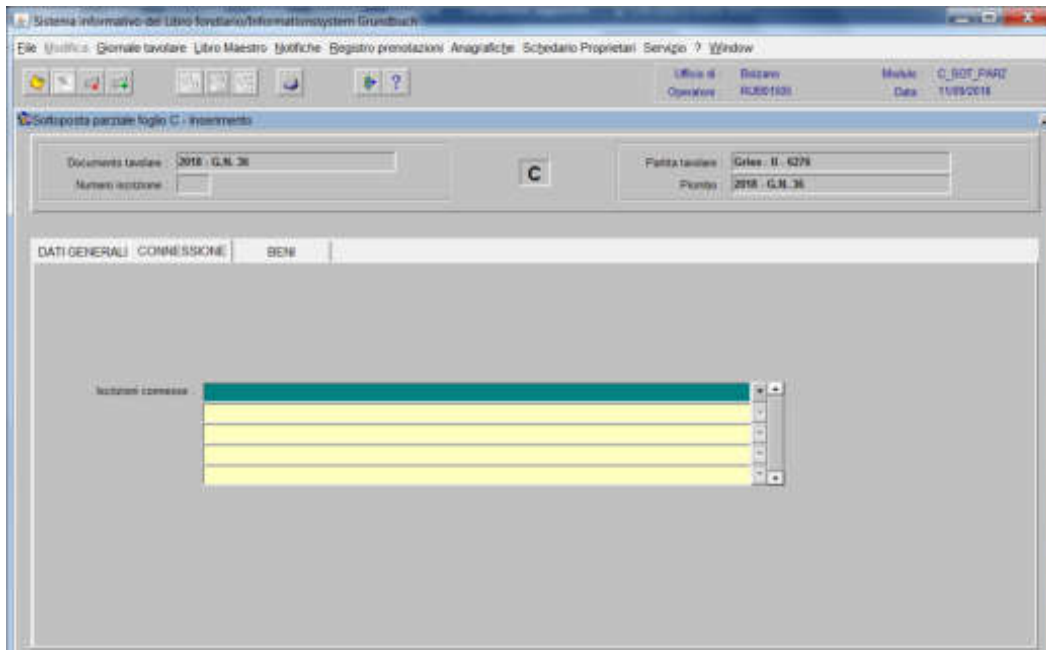 Sistema informativo del Libro fondiario/Informationssystem Grundbuch
File Modifica Giornale tavolare Libro Maestro Notifiche Registro prenotazioni Anagrafiche Schedario Proprietari Servizio ? Window
Ufficio di Bolzano Modulo C_SOT_PARZ
Operatore Data 11/09/2018
Sottoposta parziale foglio C - inserimento
Documento tavolare 2018 - G.N. 36 C Partita tavolare Gries - II - 6279
Numero iscrizione Piombo 2018 - G.N. 36
DATI GENERALI CONNESSIONE BENI
Iscrizioni connesse